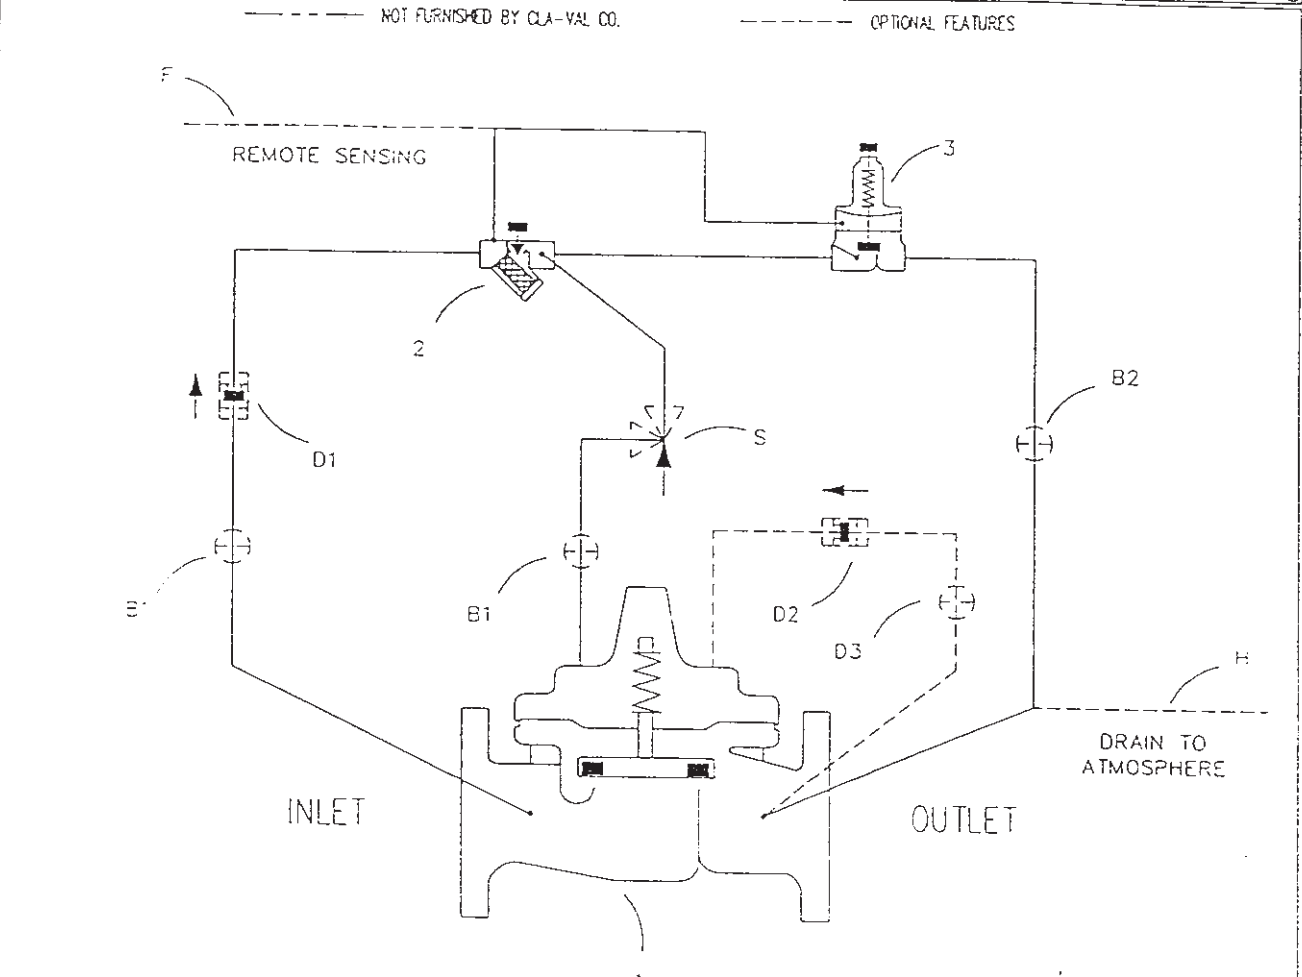 NOT FURNISHED BY CLA-VAL CO.
OPTIONAL FEATURES
F
REMOTE SENSING
3
2
B2
D1
S
B1
B1
D2
D3
H
DRAIN TO
ATMOSPHERE
INLET
OUTLET